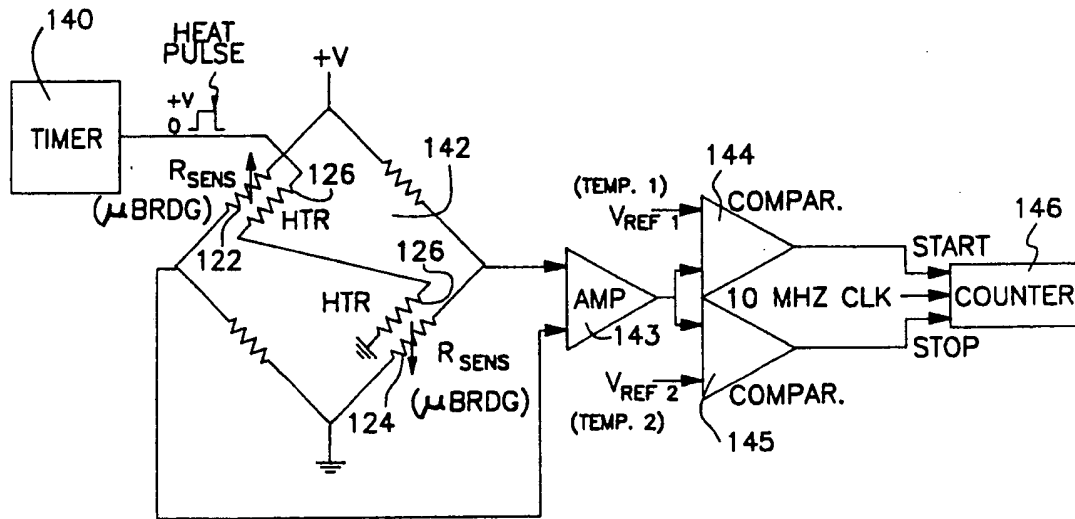 140
HEAT
PULSE
+V
0
TIMER
+V
142
126
R SENS
(μBRDG)
HTR
122
126
HTR
R SENS
(μBRDG)
124
AMP
143
144
(TEMP. 1)
V REF 1
COMPAR.
146
START
10 MHZ CLK
COUNTER
STOP
V REF 2
(TEMP. 2)
COMPAR.
145